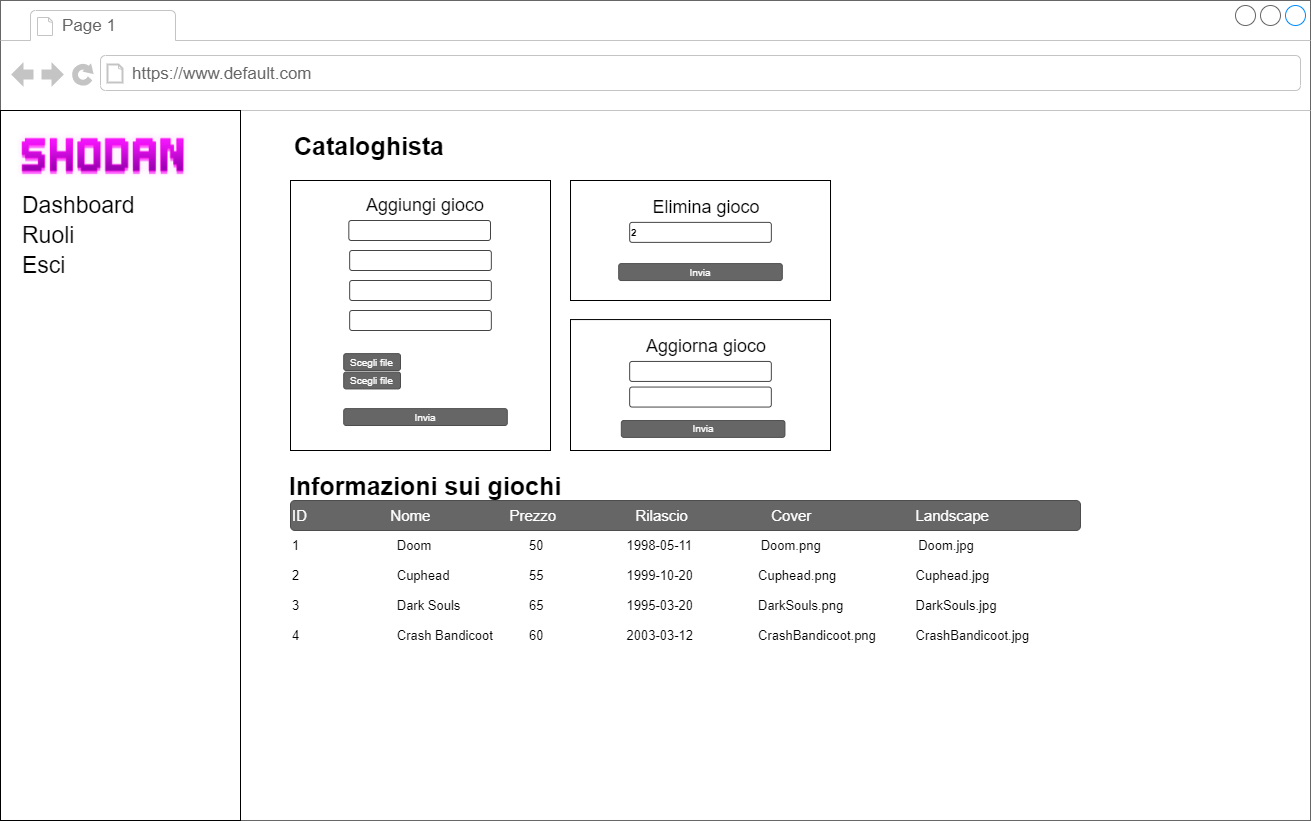 Page 1
https://www.default.com
SHODAN
Dashboard
Ruoli
Esci
Cataloghista
Aggiungi gioco
Scegli file
Scegli file
Invia
Elimina gioco
2
Invia
Aggiorna gioco
Invia
Informazioni sui giochi
ID Nome Prezzo Rilascio Cover Landscape
1 Doom 50 1998-05-11 Doom.png Doom.jpg
2 Cuphead 55 1999-10-20 Cuphead.png Cuphead.jpg
3 Dark Souls 65 1995-03-20 DarkSouls.png DarkSouls.jpg
4 Crash Bandicoot 60 2003-03-12 CrashBandicoot.png CrashBandicoot.jpg